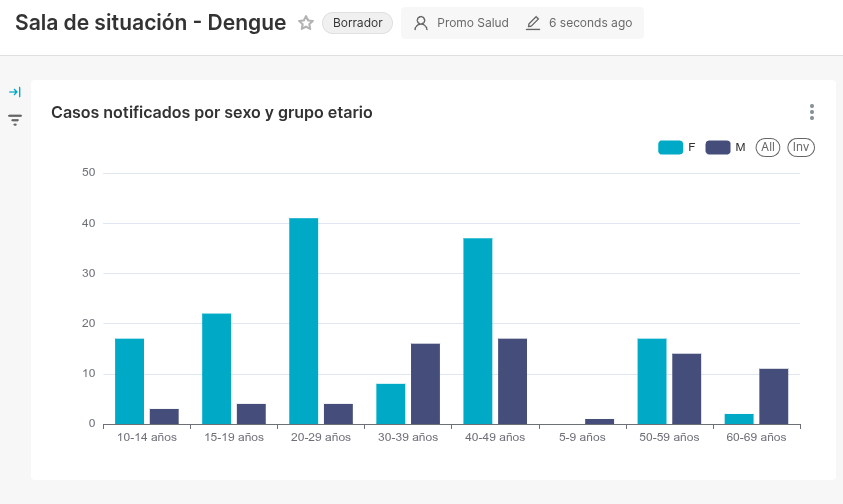 Sala de situación - Dengue Borrador Promo Salud 6 seconds ago
Casos notificados por sexo y grupo etario
F M All Inv
50
40
30
20
10
0
10-14 años 15-19 años 20-29 años 30-39 años 40-49 años 5-9 años 50-59 años 60-69 años